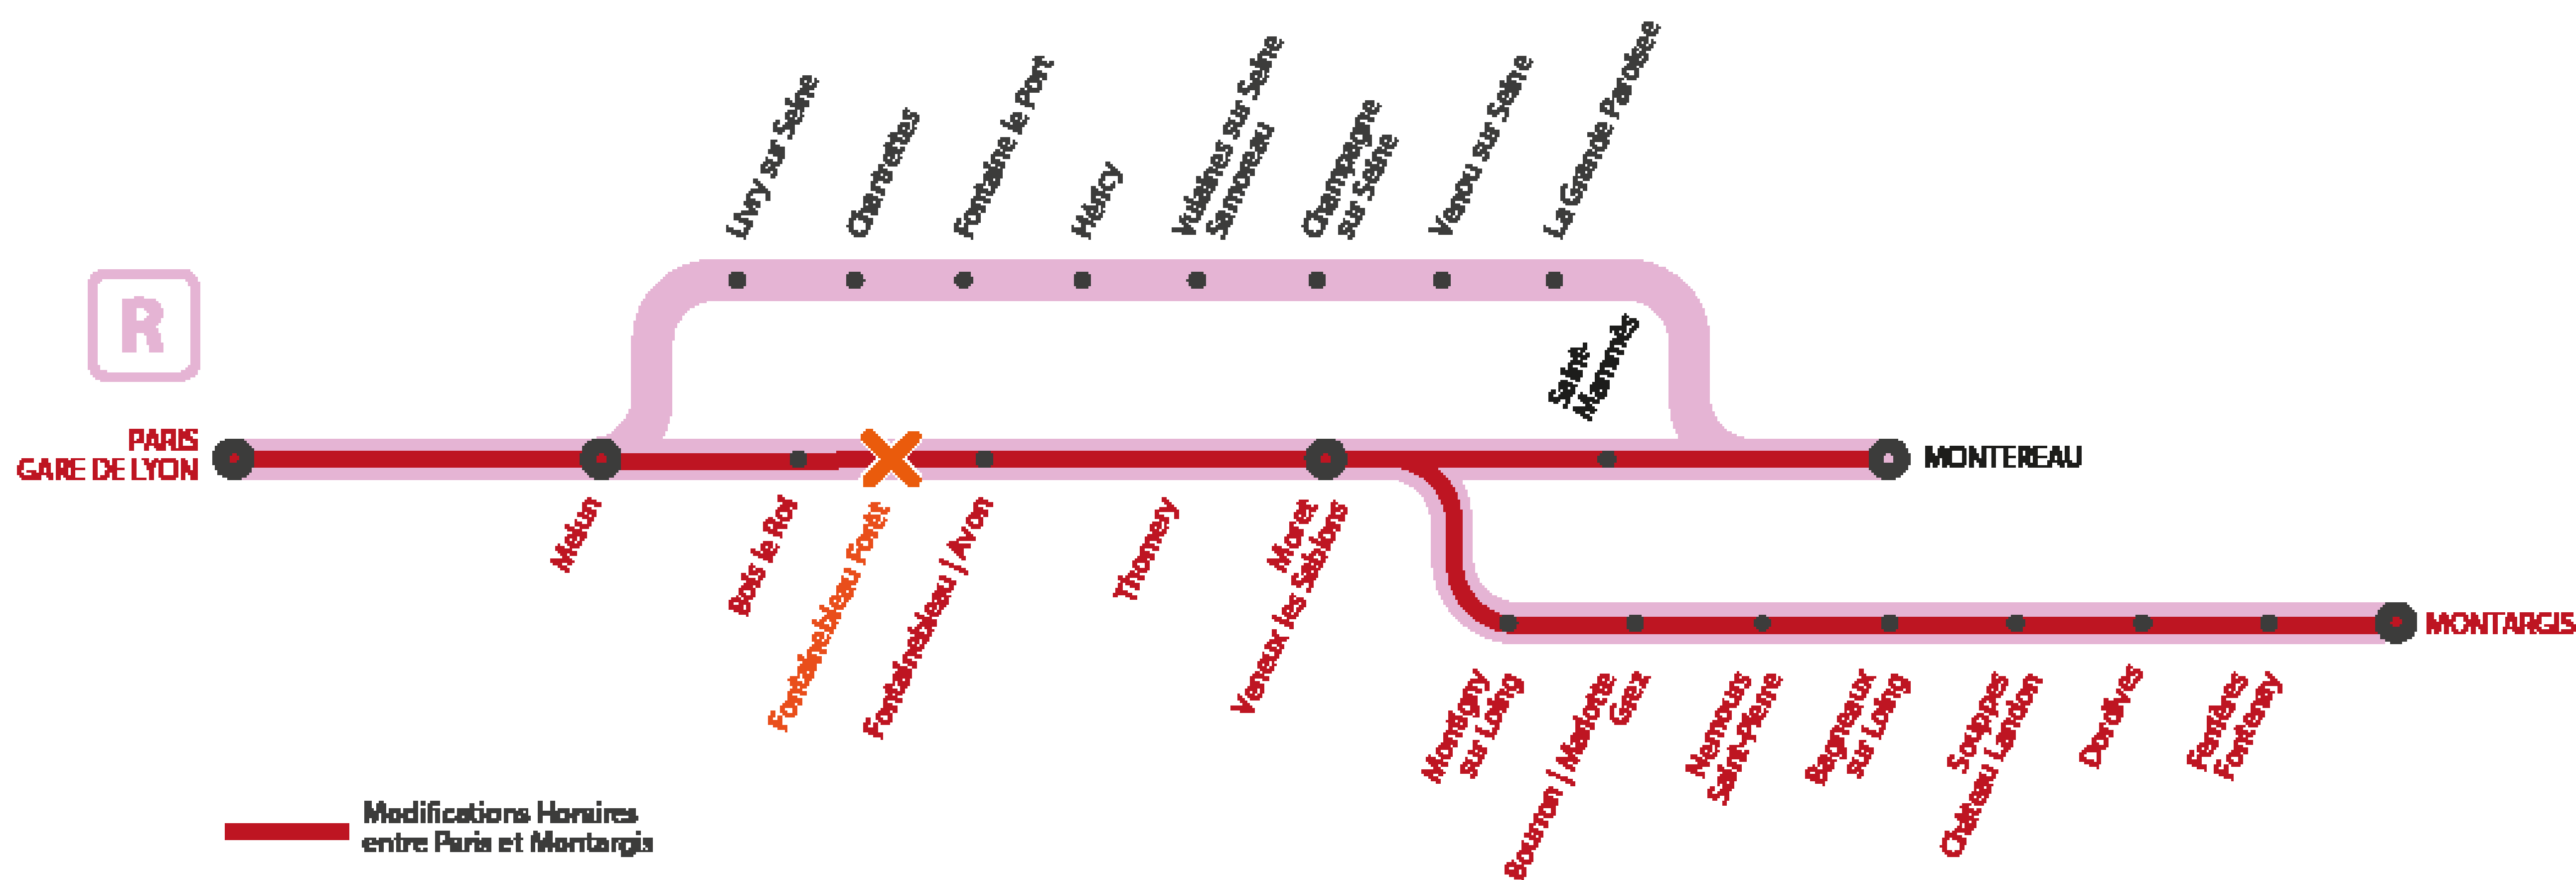 Livry sur Seine
Chartrettes
Fontaine le Port
Héricy
Vulaines sur Seine
Samoreau
Champagne
sur Seine
Vernou sur Seine
La Grande Paroisse
R
Saint-
Mammès
PARIS
GARE DE LYON
MONTEREAU
Melun
Bois le Roi
Fontainebleau Forêt
Fontainebleau | Avon
Thomery
Moret
Veneux les Sablons
MONTARGIS
Montigny
sur Loing
Bourron | Marlotte
Grez
Nemours
Saint-Pierre
Bagneaux
sur Loing
Souppes
Château Landon
Dordives
Ferrières
Fontenay
Modifications Horaires
entre Paris et Montargis